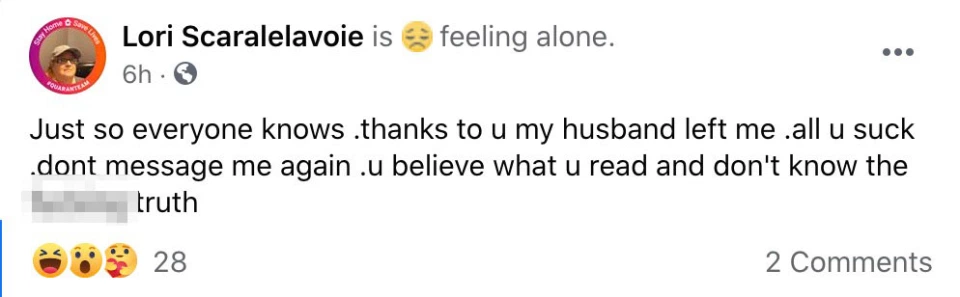 Stay Home Save Lives
#QUARANTEAM
Lori Scaralelavoie is feeling alone.
6h ·
Just so everyone knows .thanks to u my husband left me .all u suck
.dont message me again .u believe what u read and don't know the
truth
28
2 Comments